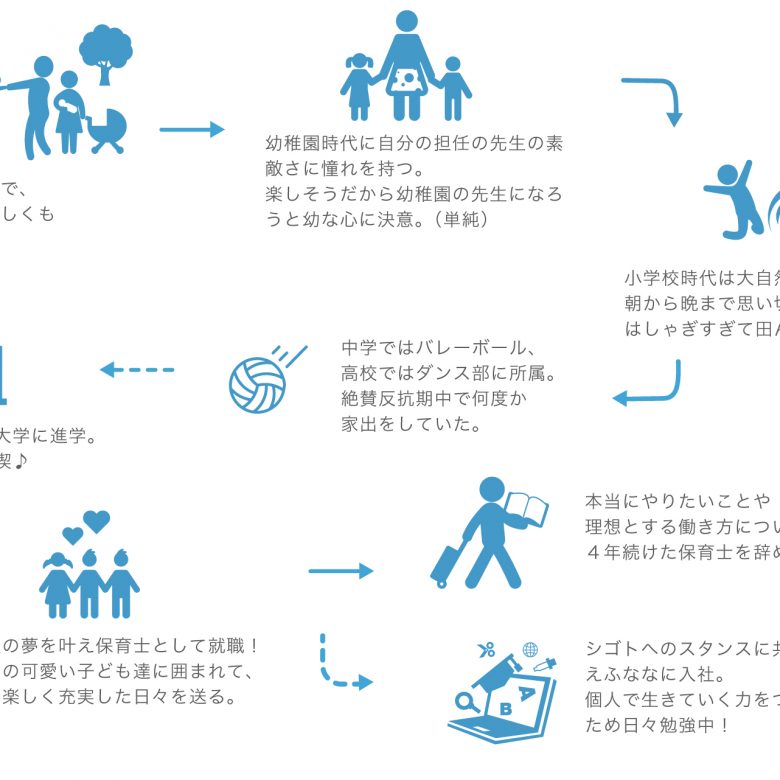 で、
しくも
幼稚園時代に自分の担任の先生の素
敵さに憧れを持つ。
楽しそうだから幼稚園の先生になろ
うと幼な心に決意。（単純）
小学校時代は大自
朝から晩まで思い
はしゃぎすぎて田ん
中学ではバレーボール、
高校ではダンス部に所属。
絶賛反抗期中で何度か
家出をしていた。
大学に進学。
喫♪
本当にやりたいことや
理想とする働き方につい
４年続けた保育士を辞め
の夢を叶え保育士として就職！
の可愛い子ども達に囲まれて、
楽しく充実した日々を送る。
シゴトへのスタンスに共
えふななに入社。
個人で生きていく力をつ
ため日々勉強中！
A
B